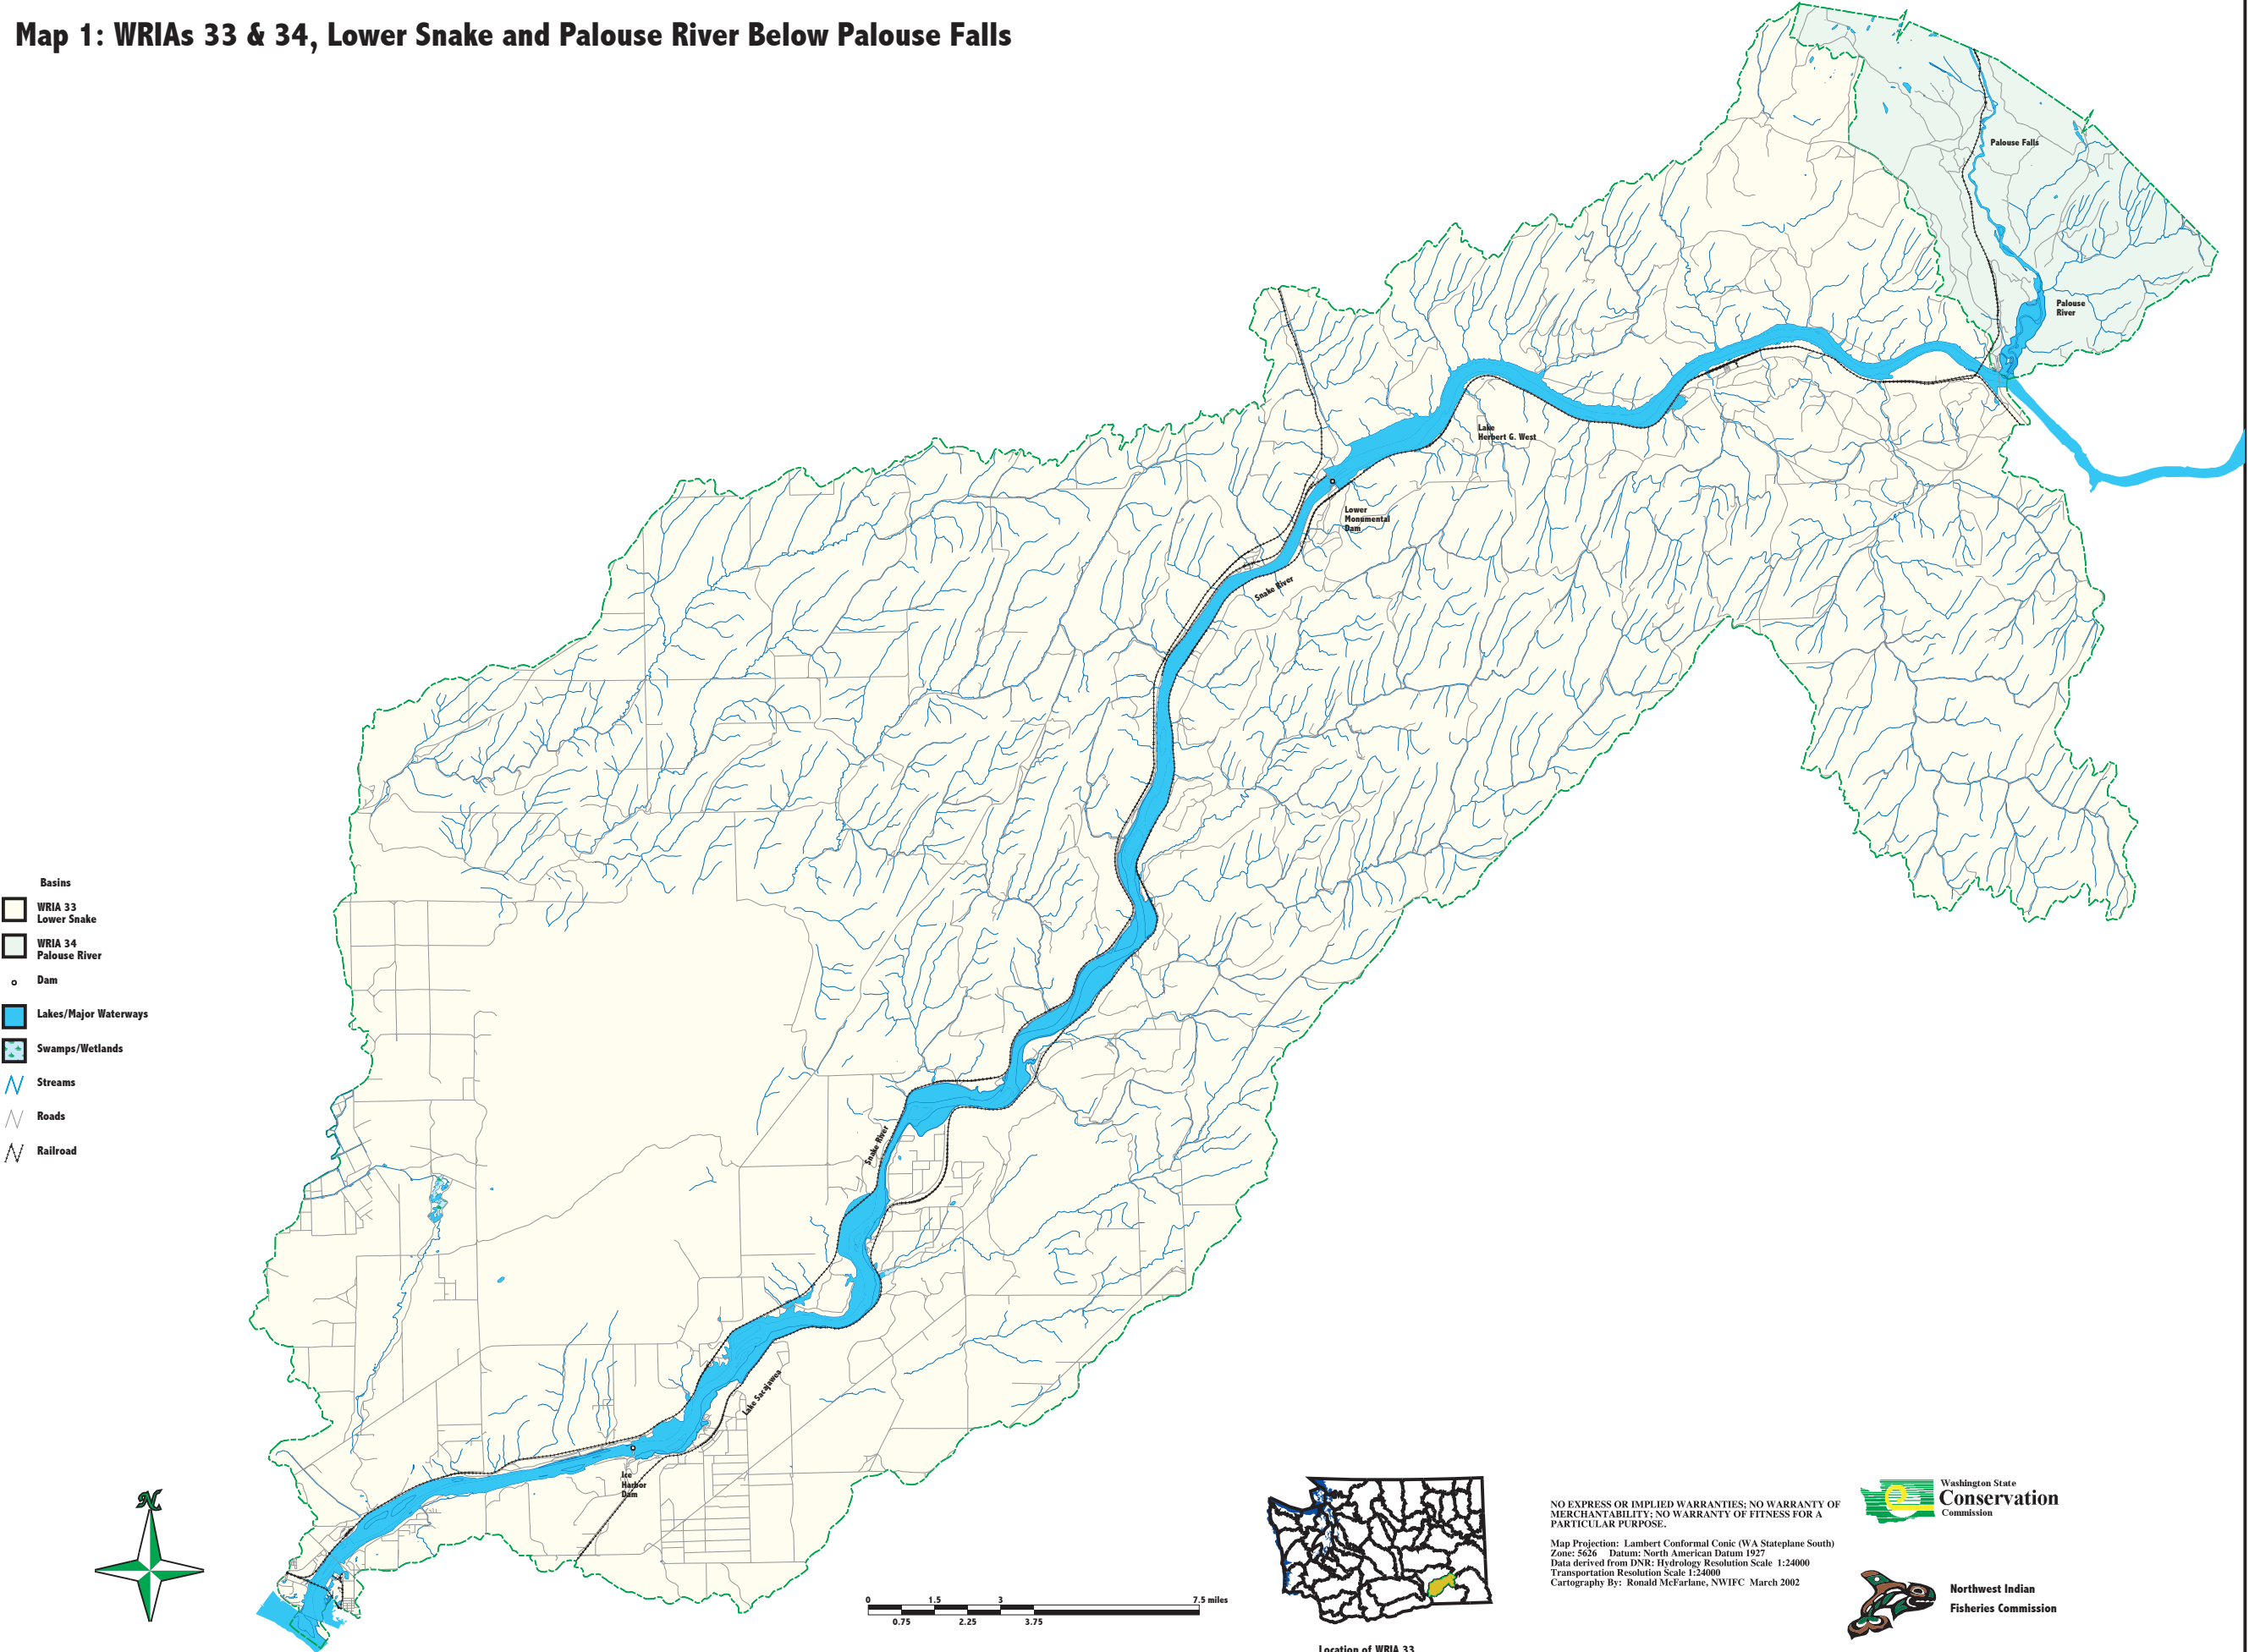 Map 1: WRIAs 33 & 34, Lower Snake and Palouse River Below Palouse Falls
Palouse Falls
Palouse
River
Lake
Herbert G. West
Lower
Monumental
Dam
Snake River
Basins
WRIA 33
Lower Snake
WRIA 34
Palouse River
Dam
Lakes/Major Waterways
Swamps/Wetlands
Streams
Roads
Railroad
Snake River
Lake Sacajawea
Ice
Harbor
Dam
N
0 1.5 3 7.5 miles
0.75 2.25 3.75
Location of WRIA 33
NO EXPRESS OR IMPLIED WARRANTIES; NO WARRANTY OF
MERCHANTABILITY; NO WARRANTY OF FITNESS FOR A
PARTICULAR PURPOSE.
Map Projection: Lambert Conformal Conic (WA Stateplane South)
Zone: 5626 Datum: North American Datum 1927
Data derived from DNR: Hydrology Resolution Scale 1:24000
Transportation Resolution Scale 1:24000
Cartography By: Ronald McFarlane, NWIFC March 2002
Washington State
Conservation
Commission
Northwest Indian
Fisheries Commission